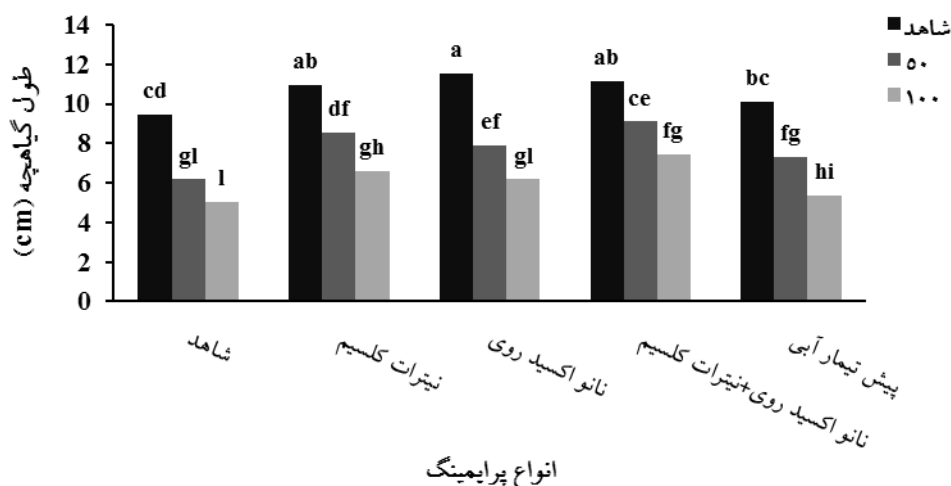 طول گیاهچه (cm)
14
12
10
8
6
4
2
0
cd
gl
l
ab
df
gh
a
ef
gl
ab
ce
fg
bc
fg
hi
شاهد
۵۰
۱۰۰
شاهد
نیترات کلسیم
نانو اکسید روی
نانو اکسید روی+نیترات کلسیم
پیش تیمار آبی
انواع پرایمینگ